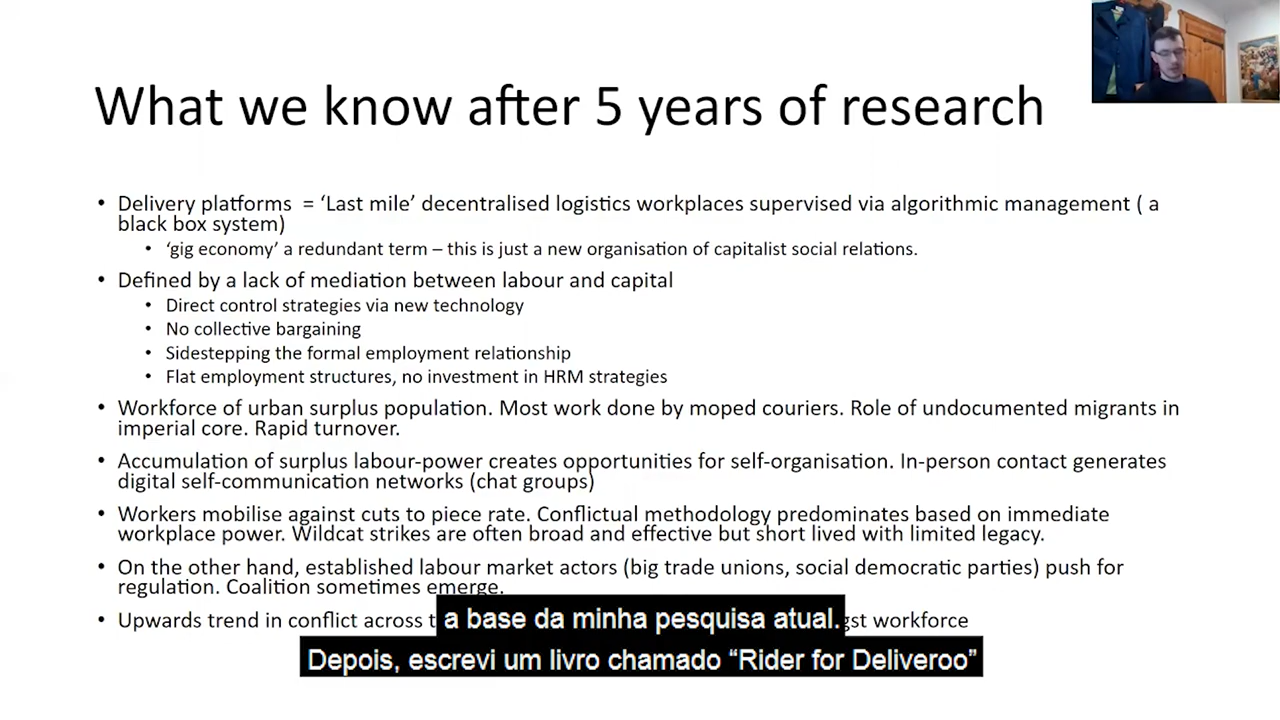 What we know after 5 years of research
• Delivery platforms = ‘Last mile’ decentralised logistics workplaces supervised via algorithmic management ( a
black box system)
• ‘gig economy’ a redundant term – this is just a new organisation of capitalist social relations.
• Defined by a lack of mediation between labour and capital
• Direct control strategies via new technology
• No collective bargaining
• Sidestepping the formal employment relationship
• Flat employment structures, no investment in HRM strategies
• Workforce of urban surplus population. Most work done by moped couriers. Role of undocumented migrants in
imperial core. Rapid turnover.
• Accumulation of surplus labour-power creates opportunities for self-organisation. In-person contact generates
digital self-communication networks (chat groups)
• Workers mobilise against cuts to piece rate. Conflictual methodology predominates based on immediate
workplace power. Wildcat strikes are often broad and effective but short lived with limited legacy.
• On the other hand, established labour market actors (big trade unions, social democratic parties) push for
regulation. Coalition sometimes emerge.
• Upwards trend in conflict across workforce
a base da minha pesquisa atual.
Depois, escrevi um livro chamado “Rider for Deliveroo”